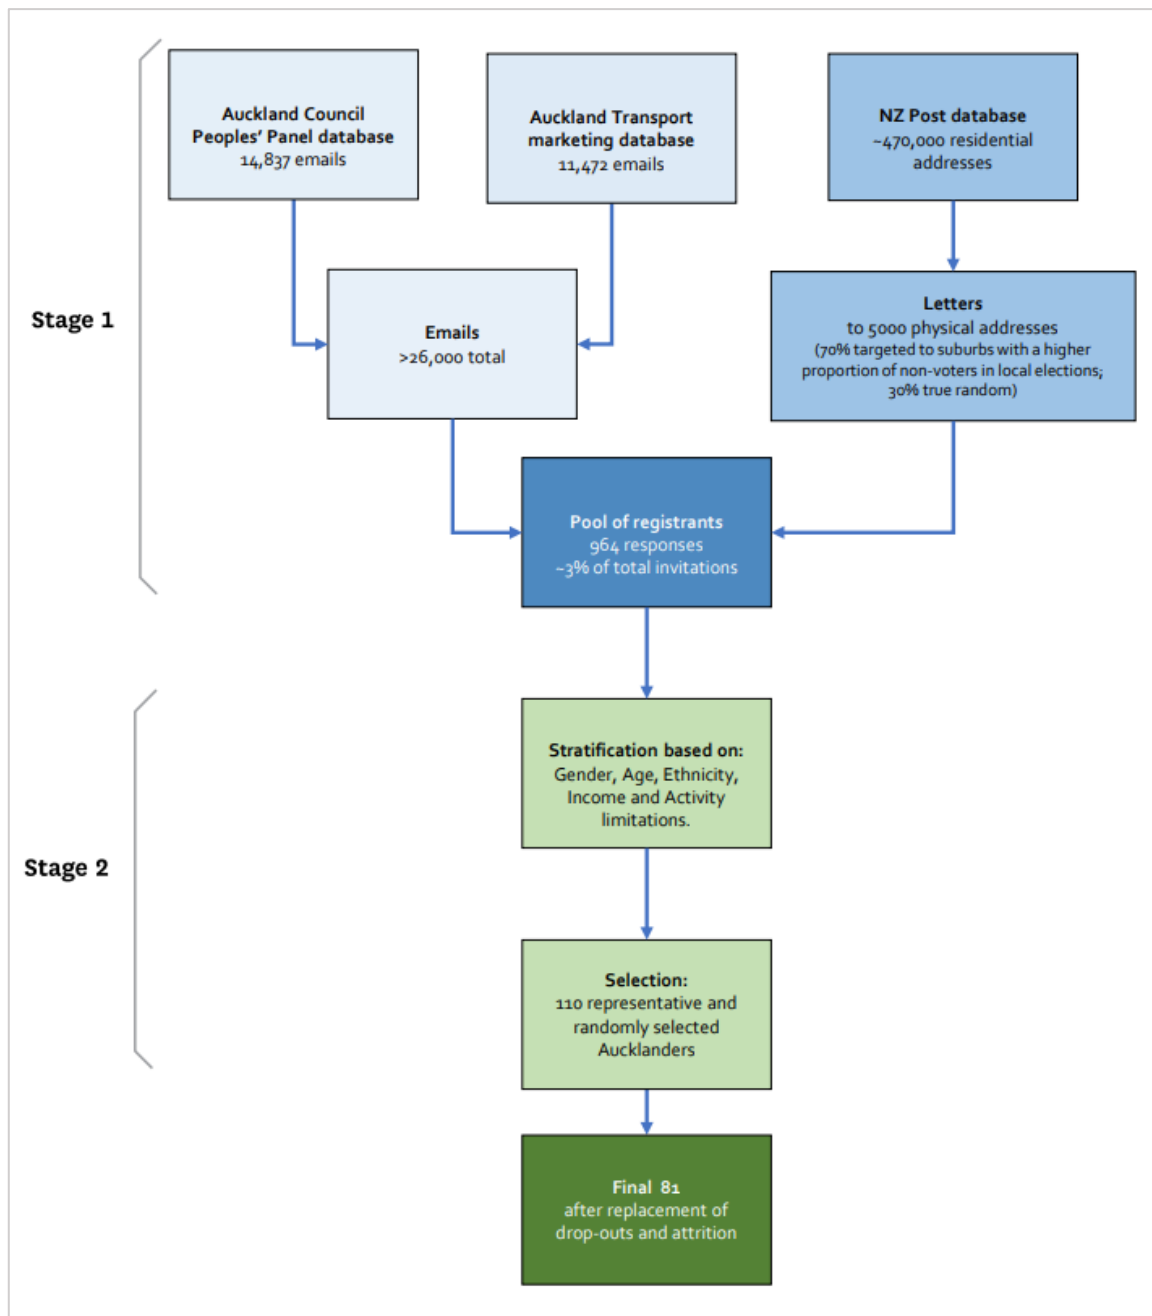 Auckland Council
Peoples' Panel database
14,837 emails
Auckland Transport
marketing database
11,472 emails
NZ Post database
~470,000 residential
addresses
Stage 1
Emails
>26,000 total
Letters
to 5000 physical addresses
(70% targeted to suburbs with a higher
proportion of non-voters in local elections;
30% true random)
Pool of registrants
964 responses
~3% of total invitations
Stage 2
Stratification based on:
Gender, Age, Ethnicity,
Income and Activity
limitations.
Selection:
110 representative and
randomly selected
Aucklanders
Final 81
after replacement of
drop-outs and attrition